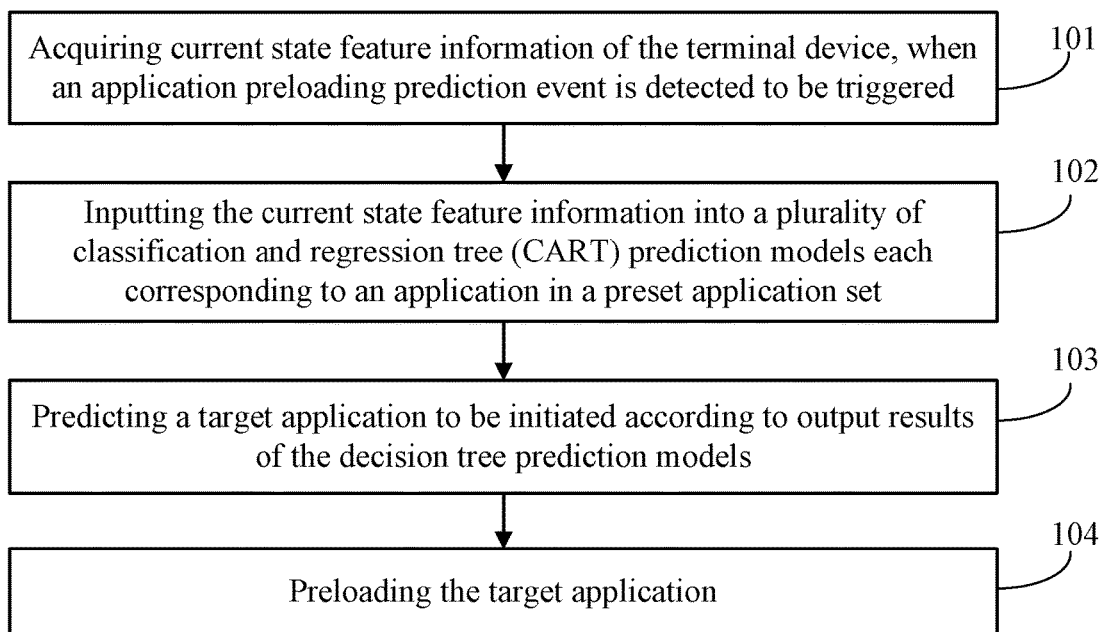 Acquiring current state feature information of the terminal device, when
an application preloading prediction event is detected to be triggered
101
Inputting the current state feature information into a plurality of
classification and regression tree (CART) prediction models each
corresponding to an application in a preset application set
102
Predicting a target application to be initiated according to output results
of the decision tree prediction models
103
Preloading the target application
104